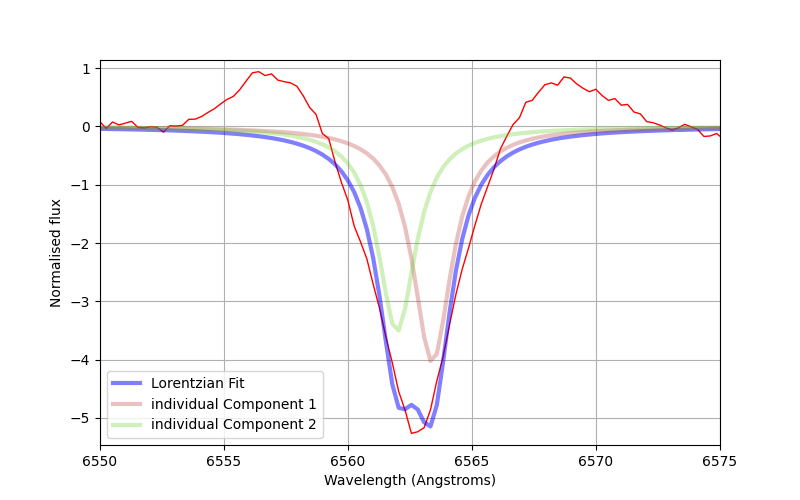 1
0
−1
−2
−3
−4
−5
Normalised flux
Lorentzian Fit
individual Component 1
individual Component 2
6550 6555 6560 6565 6570 6575
Wavelength (Angstroms)